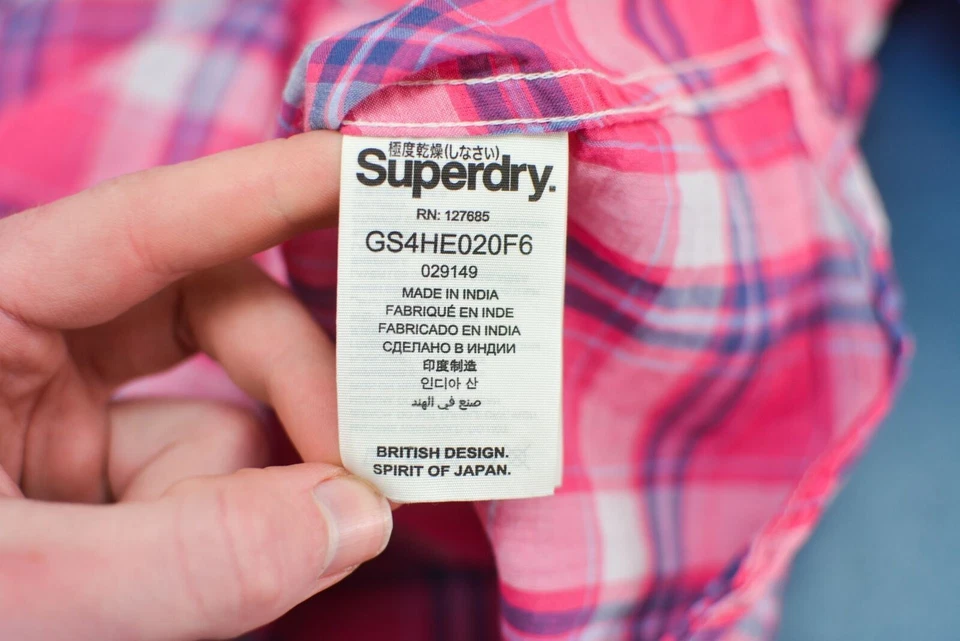 極度乾燥(しなさい)
Superdry.
RN: 127685
GS4HE020F6
029149
MADE IN INDIA
FABRIQUÉ EN INDE
FABRICADO EN INDIA
СДЕЛАНО В ИНДИИ
印度制造
인디아 산
صنع في الهند
BRITISH DESIGN.
SPIRIT OF JAPAN.